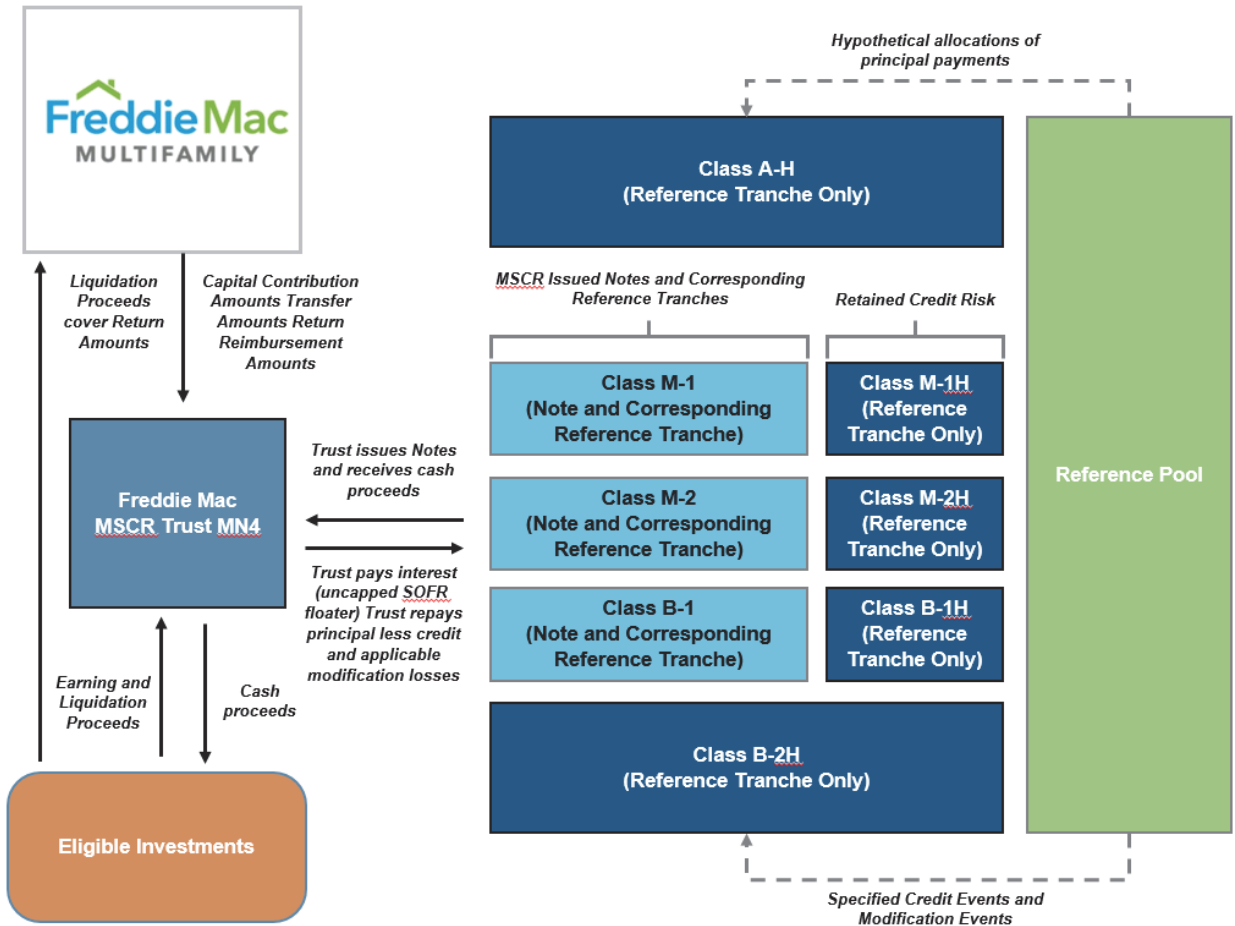 Freddie Mac
MULTIFAMILY
Hypothetical allocations of
principal payments
Class A-H
(Reference Tranche Only)
Liquidation
Proceeds
cover Return
Amounts
Capital Contribution
Amounts Transfer
Amounts Return
Reimbursement
Amounts
MSCR Issued Notes and Corresponding
Reference Tranches
Retained Credit Risk
Class M-1
(Note and Corresponding
Reference Tranche)
Class M-1H
(Reference
Tranche Only)
Reference Pool
Freddie Mac
MSCR Trust MN4
Trust issues Notes
and receives cash
proceeds
Class M-2
(Note and Corresponding
Reference Tranche)
Class M-2H
(Reference
Tranche Only)
Trust pays interest
(uncapped SOFR
floater) Trust repays
principal less credit
and applicable
modification losses
Class B-1
(Note and Corresponding
Reference Tranche)
Class B-1H
(Reference
Tranche Only)
Earning and
Liquidation
Proceeds
Cash
proceeds
Class B-2H
(Reference Tranche Only)
Eligible Investments
Specified Credit Events and
Modification Events